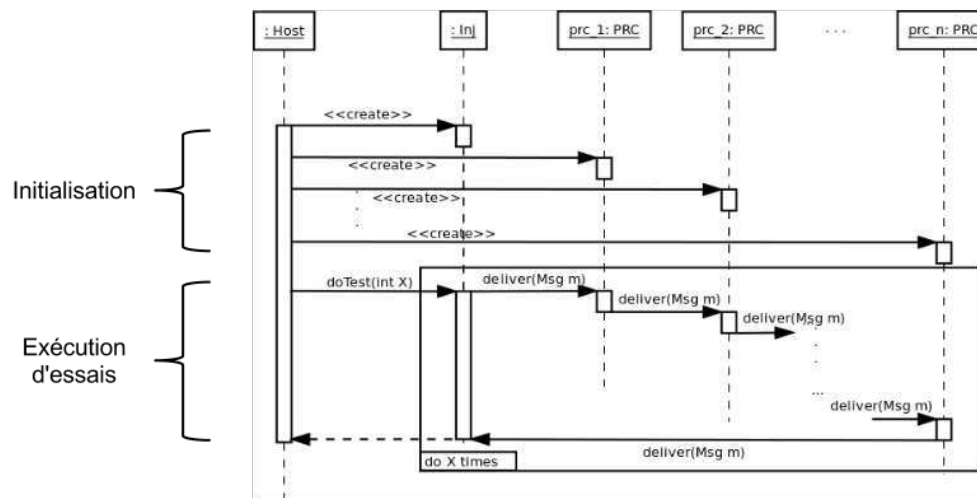 : Host
: Inj
prc_1: PRC
prc_2: PRC
. . .
prc_n: PRC
<<create>>
<<create>>
<<create>>
<<create>>
Initialisation
doTest(int X)
deliver(Msg m)
deliver(Msg m)
deliver(Msg m)
Exécution
d'essais
...
deliver(Msg m)
deliver(Msg m)
do X times